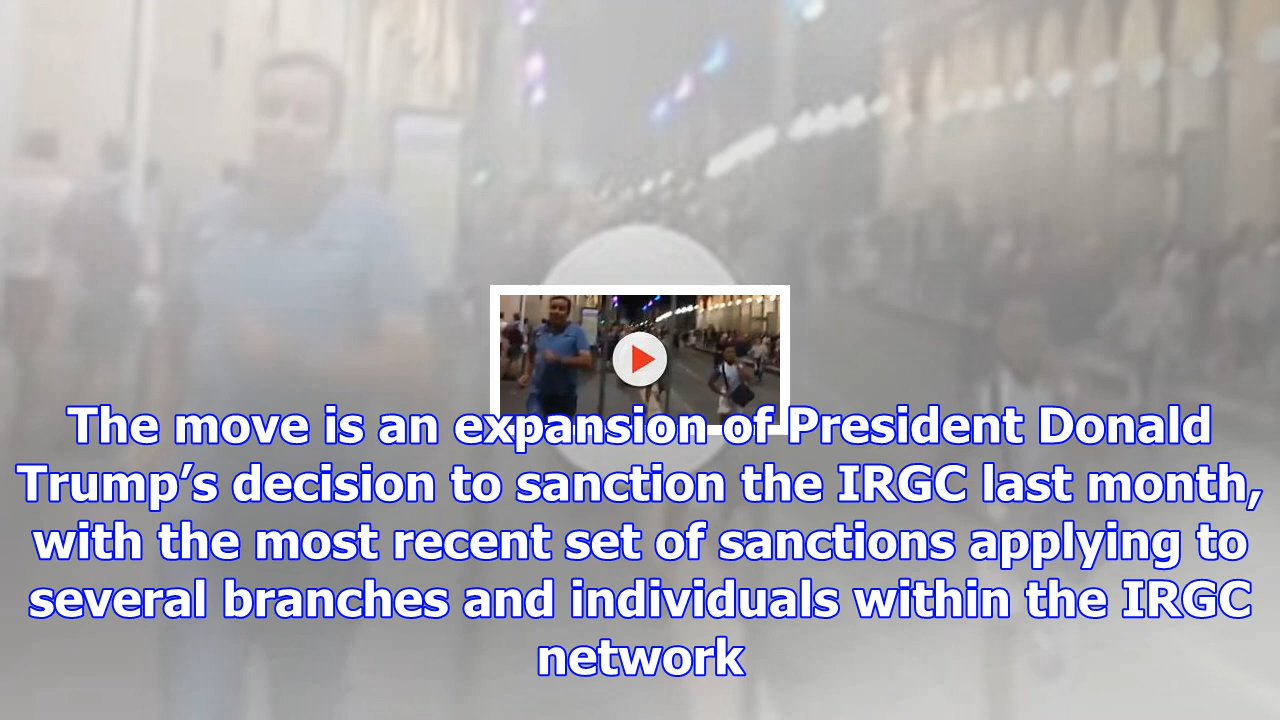 The move is an expansion of President Donald
Trump’s decision to sanction the IRGC last month,
with the most recent set of sanctions applying to
several branches and individuals within the IRGC
network